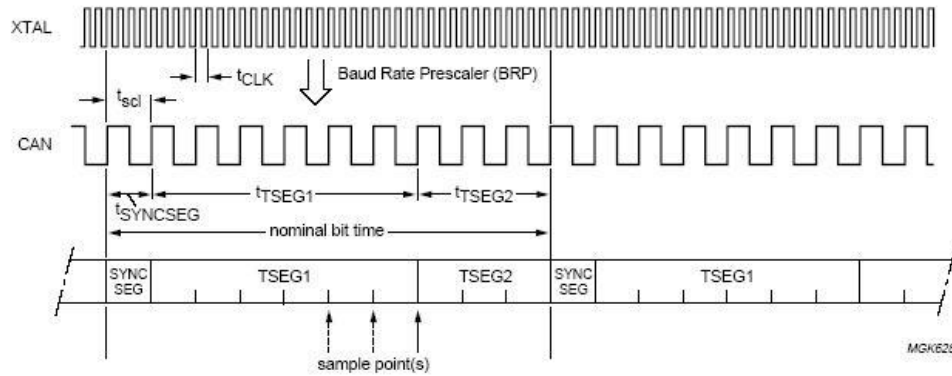 XTAL
tCLK
Baud Rate Prescaler (BRP)
tscl
CAN
tTSEG1
tTSEG2
tSYNCSEG
nominal bit time
SYNC SEG
TSEG1
TSEG2
SYNC SEG
TSEG1
sample point(s)
MGK628